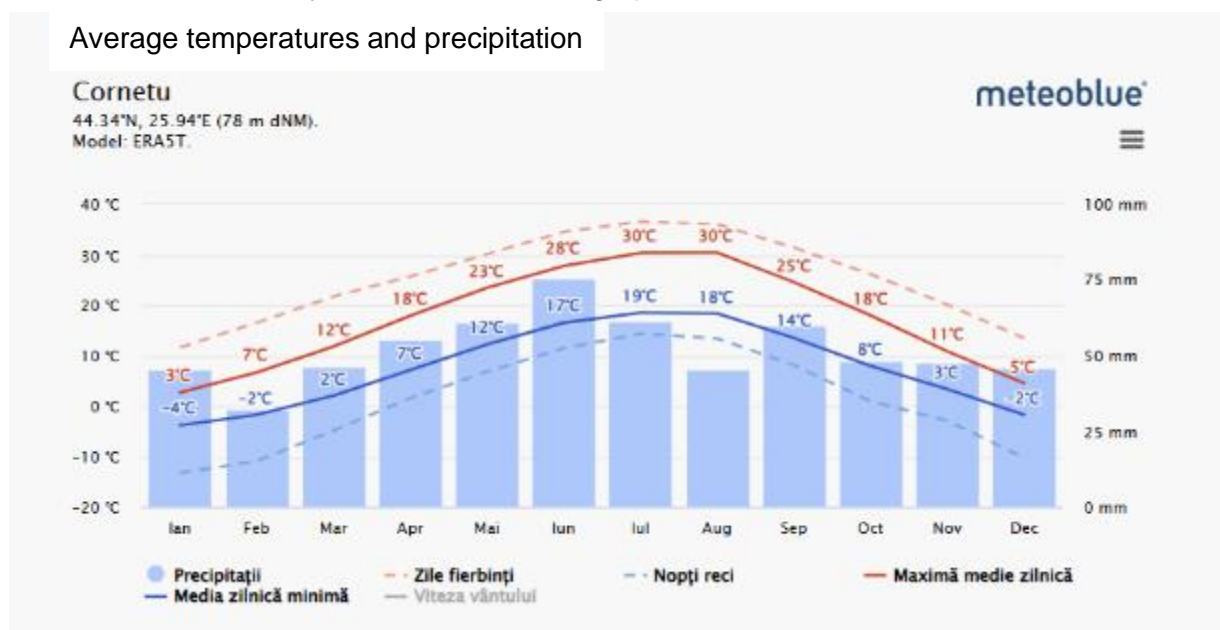 Average temperatures and precipitation
Cornetu
meteoblue
44.34°N, 25.94°E (78 m dNM).
Model: ERA5T.
40 °C
100 mm
30 °C
75 mm
20 °C
10 °C
50 mm
0 °C
25 mm
-10 °C
-20 °C
0 mm
3°C 7°C 12°C 18°C 23°C 28°C 30°C 30°C 25°C 18°C 11°C 5°C
-4°C -2°C 2°C 7°C 12°C 17°C 19°C 18°C 14°C 8°C 3°C -2°C
Ian Feb Mar Apr Mai Iun Iul Aug Sep Oct Nov Dec
Precipitații Zile fierbinți Nopți reci Maximă medie zilnică
Media zilnică minimă Viteza vântului